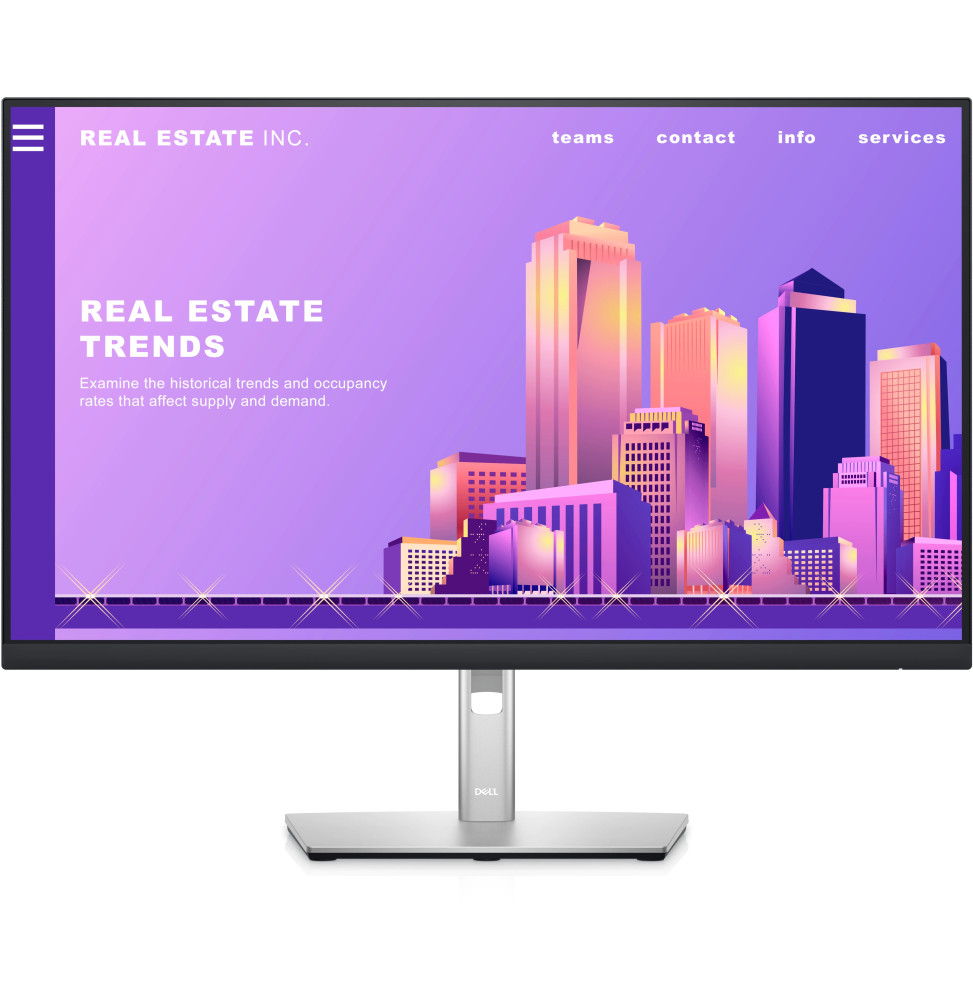 REAL ESTATE INC.
teams contact info services
REAL ESTATE
TRENDS
Examine the historical trends and occupancy
rates that affect supply and demand.
DELL